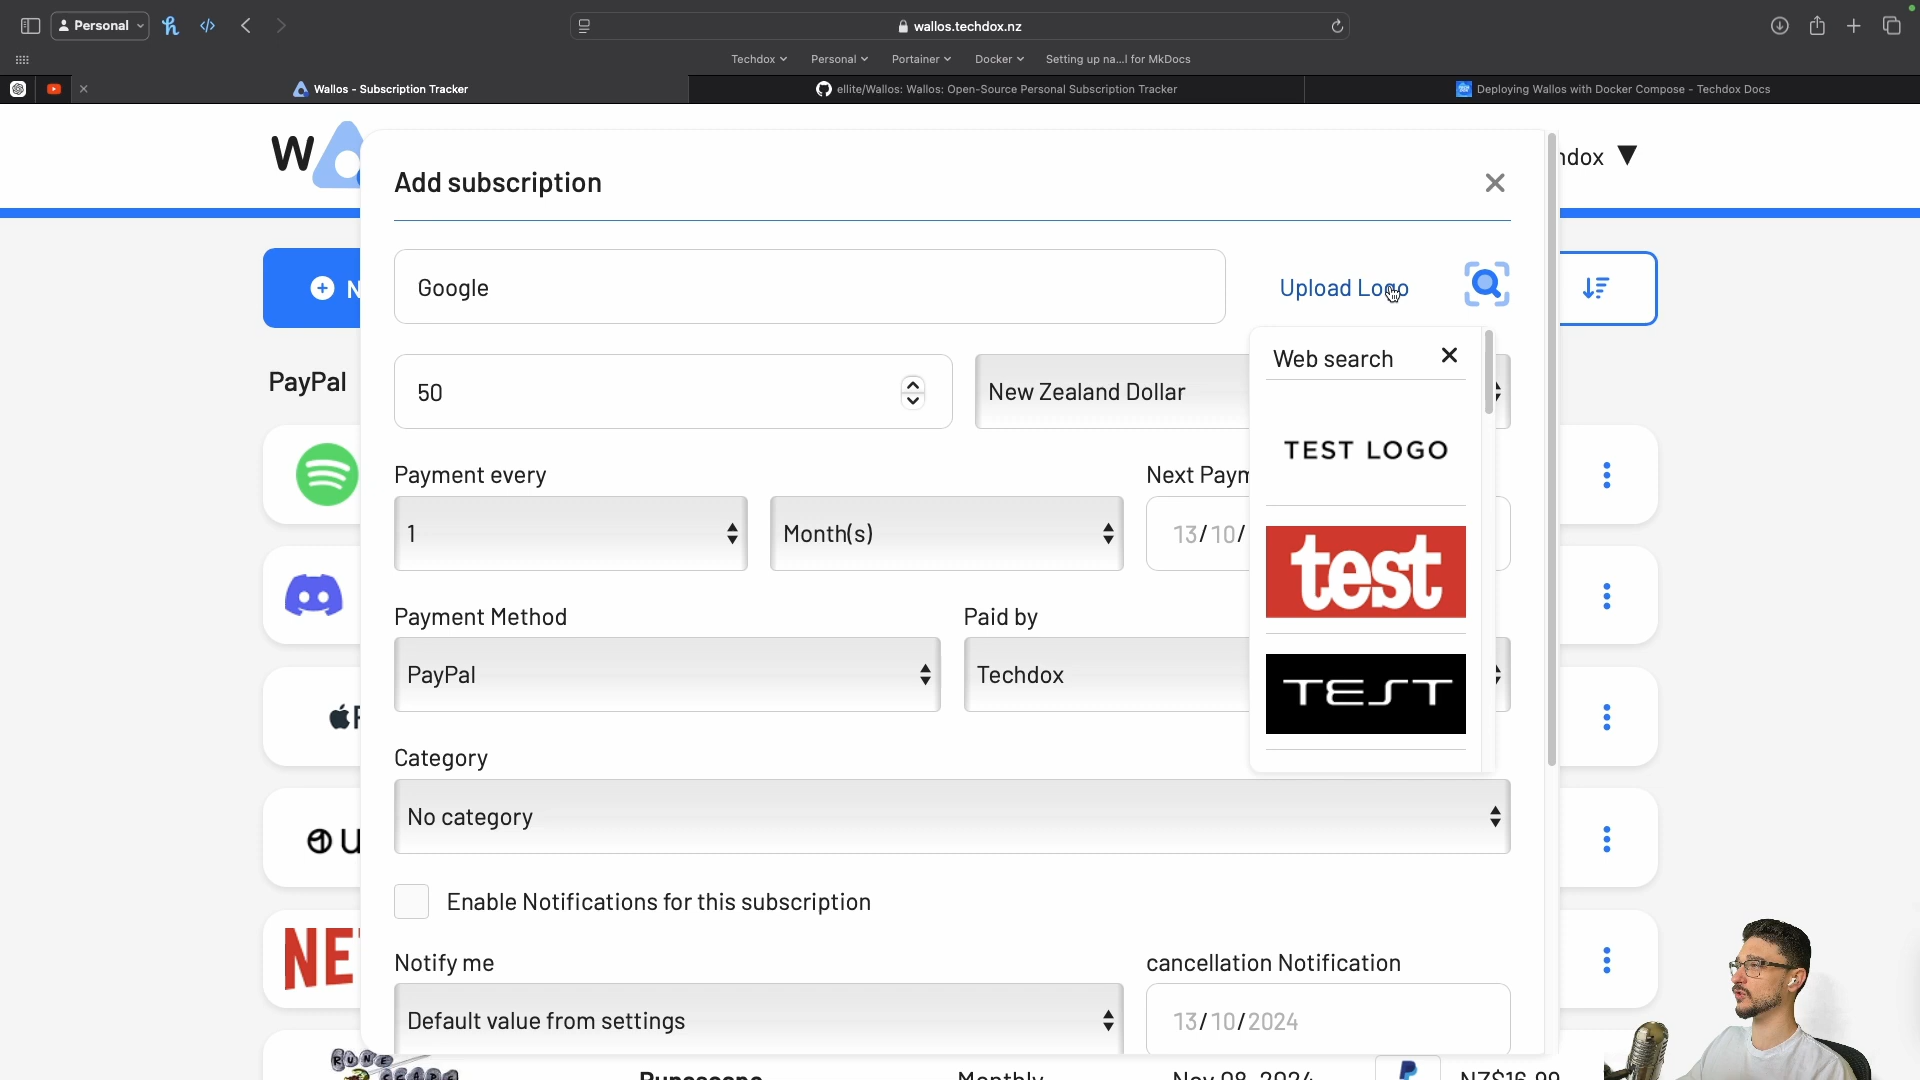 Personal
wallos.techdox.nz
Techdox Personal Portainer Docker Setting up na...l for MkDocs
Wallos - Subscription Tracker
ellite/Wallos: Wallos: Open-Source Personal Subscription Tracker
Deploying Wallos with Docker Compose - Techdox Docs
W
hdox
Add subscription
N
Google
Upload Logo
PayPal
Web search
50
New Zealand Dollar
TEST LOGO
Payment every
Next Paym
1
Month(s)
13/10/
test
Payment Method
Paid by
PayPal
Techdox
TEST
Category
No category
U
Enable Notifications for this subscription
NE
Notify me
cancellation Notification
Default value from settings
13/10/2024
RUNE
SCAPE
Runescape
Monthly
Nov 08, 2024
NZ$16.99